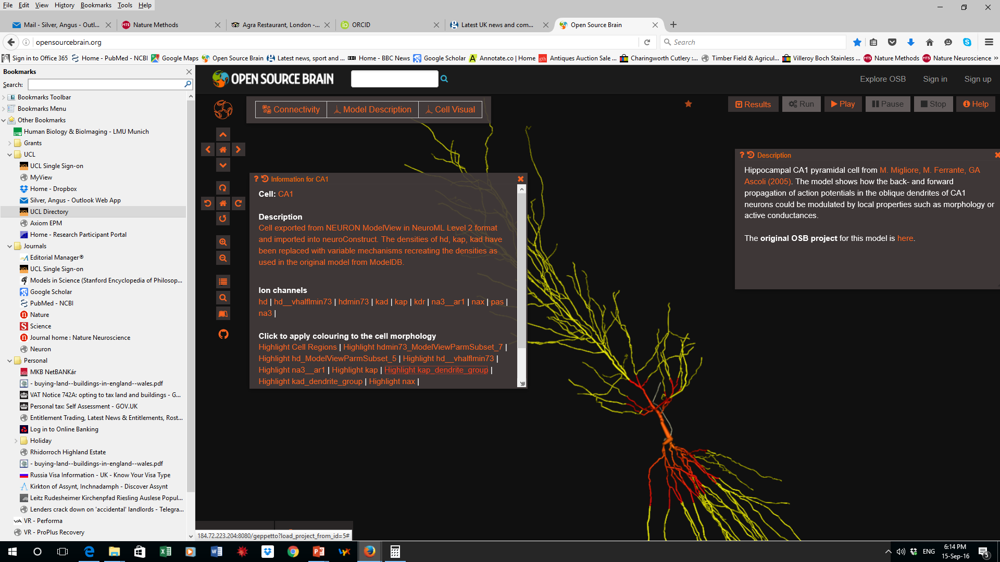 File Edit View History Bookmarks Tools Help
Mail - Silver, Angus - Outl...
Nature Methods
Agra Restaurant, London -...
ORCID
Latest UK news and com...
Open Source Brain
opensourcebrain.org
Search
Sign in to Office 365
Home - PubMed - NCBI
Google Maps
Open Source Brain
Latest news, sport and ...
Home - BBC News
Google Scholar
Annotate.co | Home
Antiques Auction Sale ...
Charingworth Cutlery :...
Timber Field & Agricul...
Villeroy Boch Stainless ...
Nature Methods
Nature Neuroscience
Bookmarks
Search:
Bookmarks Toolbar
Bookmarks Menu
Other Bookmarks
Human Biology & BioImaging - LMU Munich
Grants
UCL
UCL Single Sign-on
MyView
Home - Dropbox
Silver, Angus - Outlook Web App
UCL Directory
Axiom EPM
Home - Research Participant Portal
Journals
Editorial Manager®
UCL Single Sign-on
Models in Science (Stanford Encyclopedia of Philosop...
Google Scholar
PubMed - NCBI
Nature
Science
Journal home : Nature Neuroscience
Neuron
Personal
MKB NetBANKár
- buying-land--buildings-in-england--wales.pdf
VAT Notice 742A: opting to tax land and buildings - G...
Personal tax: Self Assessment - GOV.UK
Entitlement Trading, Latest News & Entitlements, Rost...
Log in to Online Banking
Holiday
Rhidorroch Highland Estate
- buying-land--buildings-in-england--wales.pdf
Russia Visa Information - UK - Know Your Visa Type
Kirkton of Assynt, Inchnadamph - Discover Assynt
Leitz Rudesheimer Kirchenpfad Riesling Auslese Popul...
Lenders crack down on 'accidental' landlords - Telegra...
VR - Performa
VR - ProPlus Recovery
OPEN SOURCE BRAIN
Explore OSB
Sign in
Sign up
Connectivity
Model Description
Cell Visual
Results
Run
Play
Pause
Stop
Help
? Information for CA1
Cell: CA1
Description
Cell exported from NEURON ModelView in NeuroML Level 2 format
and imported into neuroConstruct. The densities of hd, kap, kad have
been replaced with variable mechanisms recreating the densities as
used in the original model from ModelDB.
Ion channels
hd | hd__vhalflmin73 | hdmin73 | kad | kap | kdr | na3__ar1 | nax | pas |
na3 |
Click to apply colouring to the cell morphology
Highlight Cell Regions | Highlight hdmin73_ModelViewParmSubset_7 |
Highlight hd_ModelViewParmSubset_5 | Highlight hd__vhalflmin73 |
Highlight na3__ar1 | Highlight kap | Highlight kap_dendrite_group |
Highlight kad_dendrite_group | Highlight nax |
? Description
Hippocampal CA1 pyramidal cell from M. Migliore, M. Ferrante, GA
Ascoli (2005). The model shows how the back- and forward
propagation of action potentials in the oblique dendrites of CA1
neurons could be modulated by local properties such as morphology or
active conductances.
The original OSB project for this model is here.
184.72.223.204:8080/geppetto?load_project_from_id=5#
ENG
6:14 PM
15-Sep-16
5